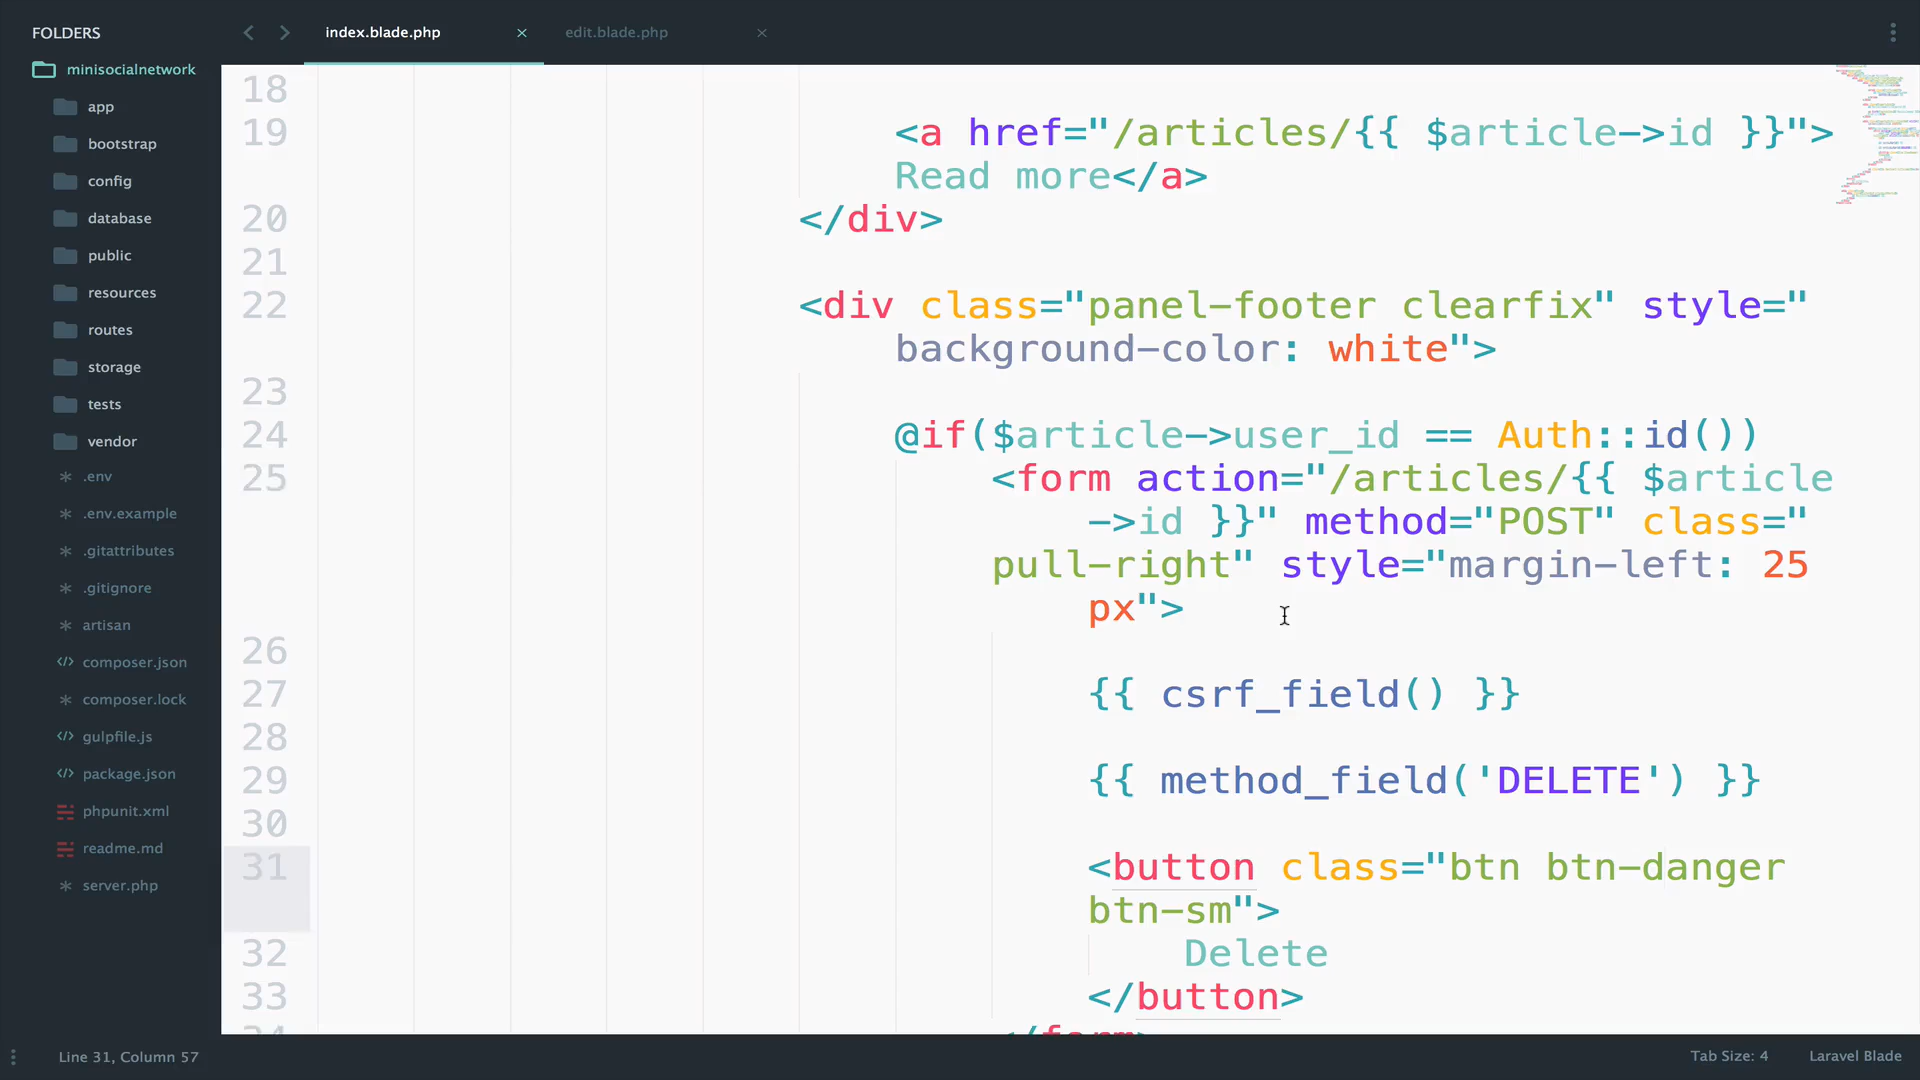 FOLDERS
index.blade.php
edit.blade.php
minisocialnetwork
app
bootstrap
config
database
public
resources
routes
storage
tests
vendor
.env
.env.example
.gitattributes
.gitignore
artisan
composer.json
composer.lock
gulpfile.js
package.json
phpunit.xml
readme.md
server.php
18
19 <a href="/articles/{{ $article->id }}">
Read more</a>
20 </div>
21
22 <div class="panel-footer clearfix" style="
background-color: white">
23
24 @if($article->user_id == Auth::id())
25 <form action="/articles/{{ $article
->id }}" method="POST" class="
pull-right" style="margin-left: 25
px">
26
27 {{ csrf_field() }}
28
29 {{ method_field('DELETE') }}
30
31 <button class="btn btn-danger
btn-sm">
32 Delete
33 </button>
34 </form>
Line 31, Column 57
Tab Size: 4
Laravel Blade